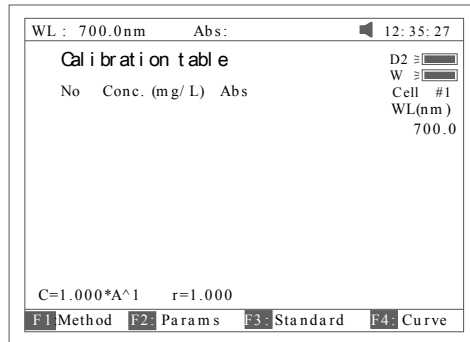 WL: 700.0nm Abs: 12:35:27
Calibration table
No Conc.(mg/L) Abs
D2
W
Cell #1
WL(nm)
700.0
C=1.000*A^1 r=1.000
F1:Method F2:Params F3:Standard F4:Curve